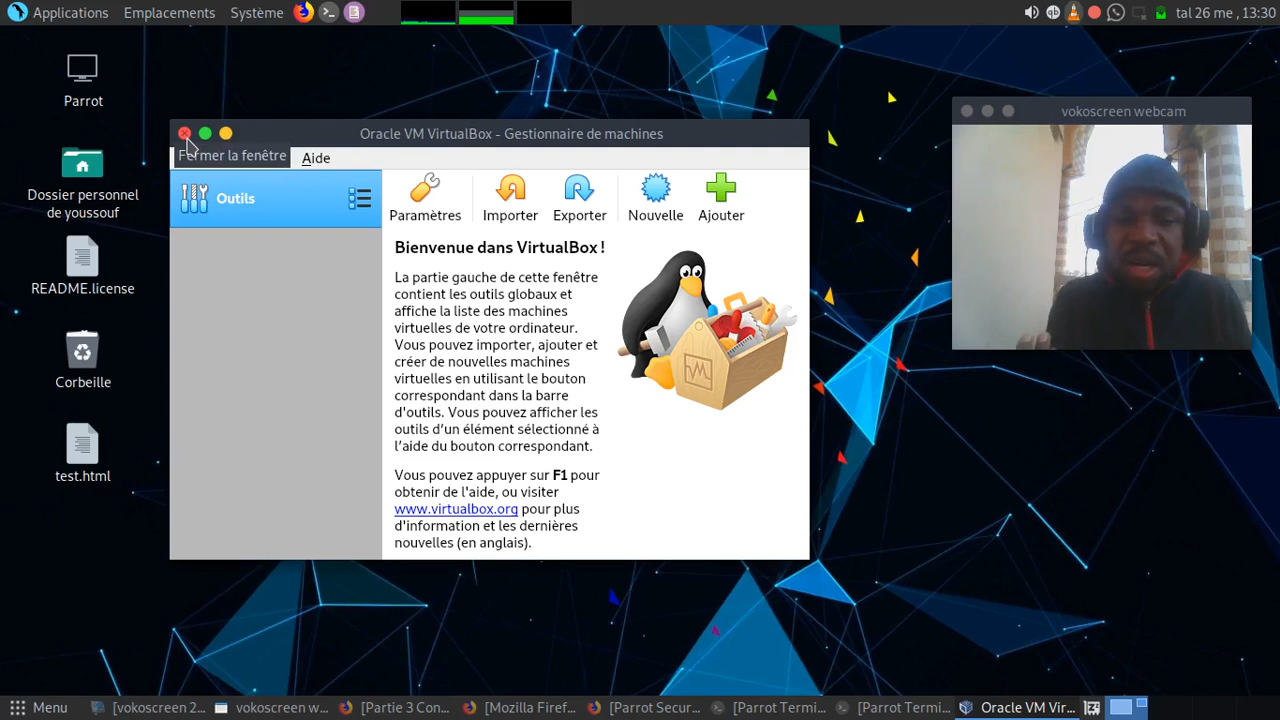 Applications Emplacements Système
tal 26 me , 13:30
Parrot
Dossier personnel
de youssouf
README.license
Corbeille
test.html
Oracle VM VirtualBox - Gestionnaire de machines
Fermer la fenêtre
Aide
Outils
Paramètres
Importer
Exporter
Nouvelle
Ajouter
Bienvenue dans VirtualBox !
La partie gauche de cette fenêtre
contient les outils globaux et
affiche la liste des machines
virtuelles de votre ordinateur.
Vous pouvez importer, ajouter et
créer de nouvelles machines
virtuelles en utilisant le bouton
correspondant dans la barre
d'outils. Vous pouvez afficher les
outils d’un élément sélectionné à
l’aide du bouton correspondant.
Vous pouvez appuyer sur F1 pour
obtenir de l'aide, ou visiter
www.virtualbox.org pour plus
d'information et les dernières
nouvelles (en anglais).
vokoscreen webcam
Menu
[vokoscreen 2...
vokoscreen w...
[Partie 3 Con...
[Mozilla Firef...
[Parrot Secur...
[Parrot Termi...
[Parrot Termi...
Oracle VM Vir...